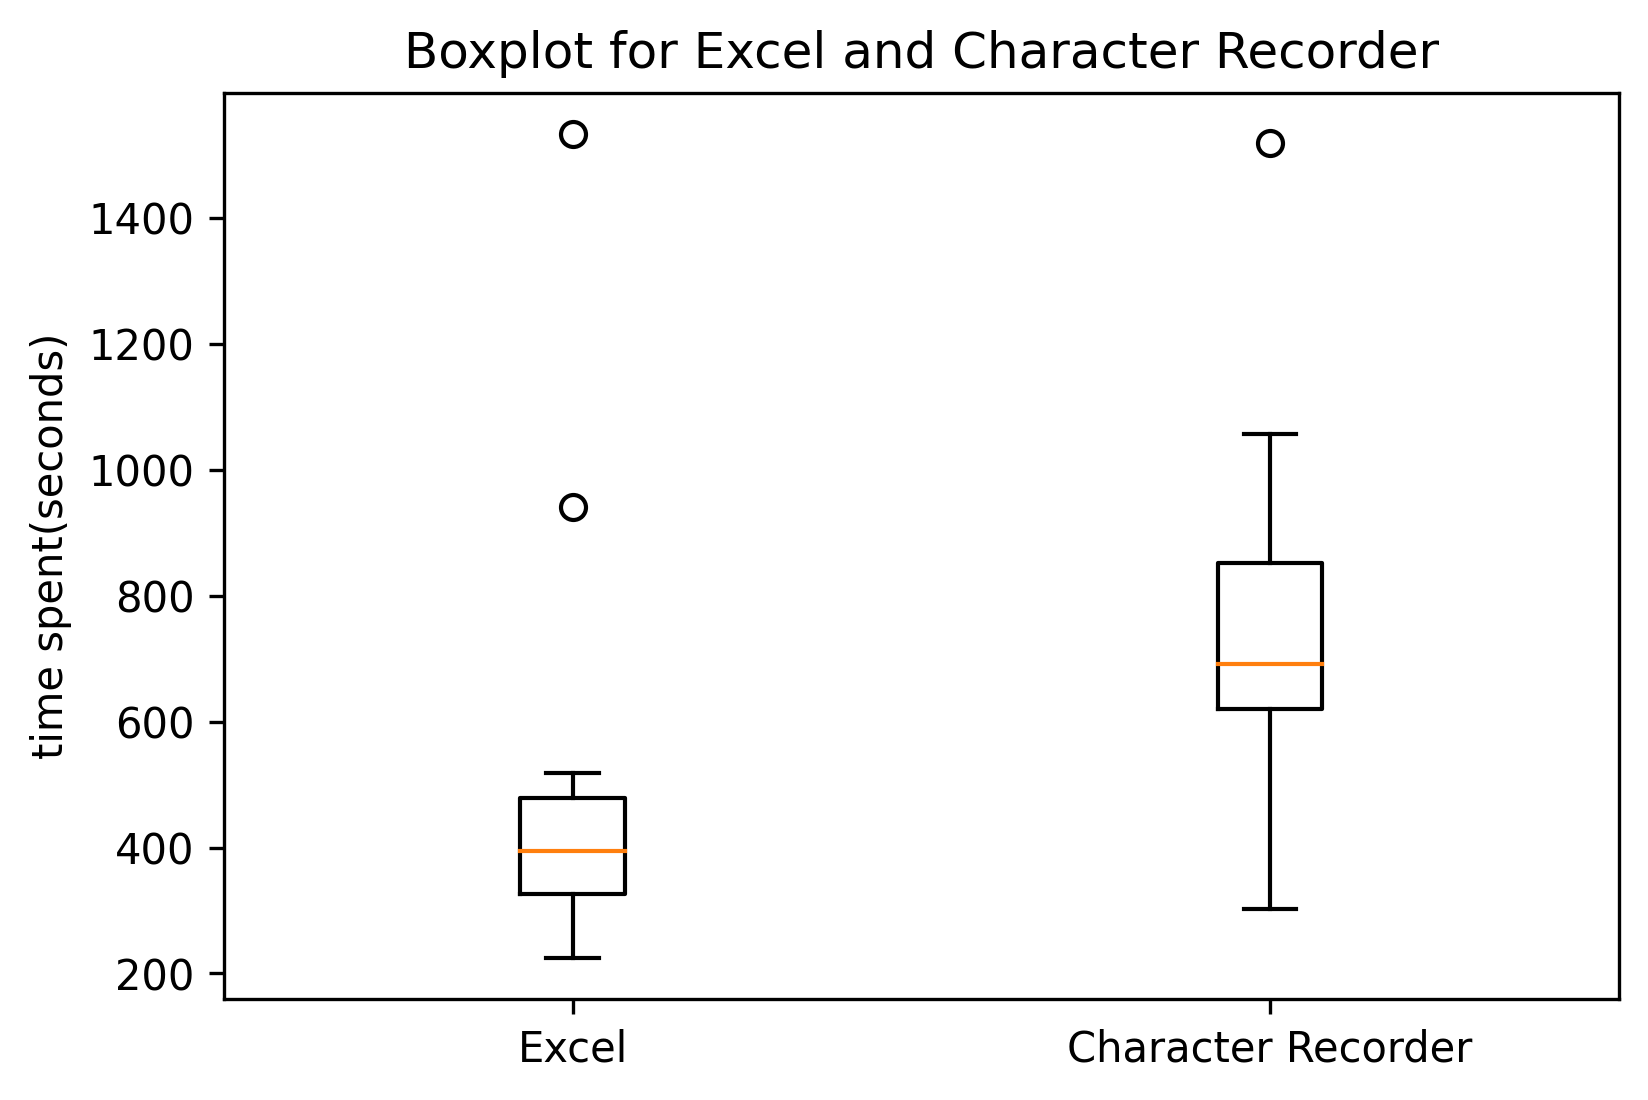 Boxplot for Excel and Character Recorder
time spent(seconds)
1400
1200
1000
800
600
400
200
Excel
Character Recorder